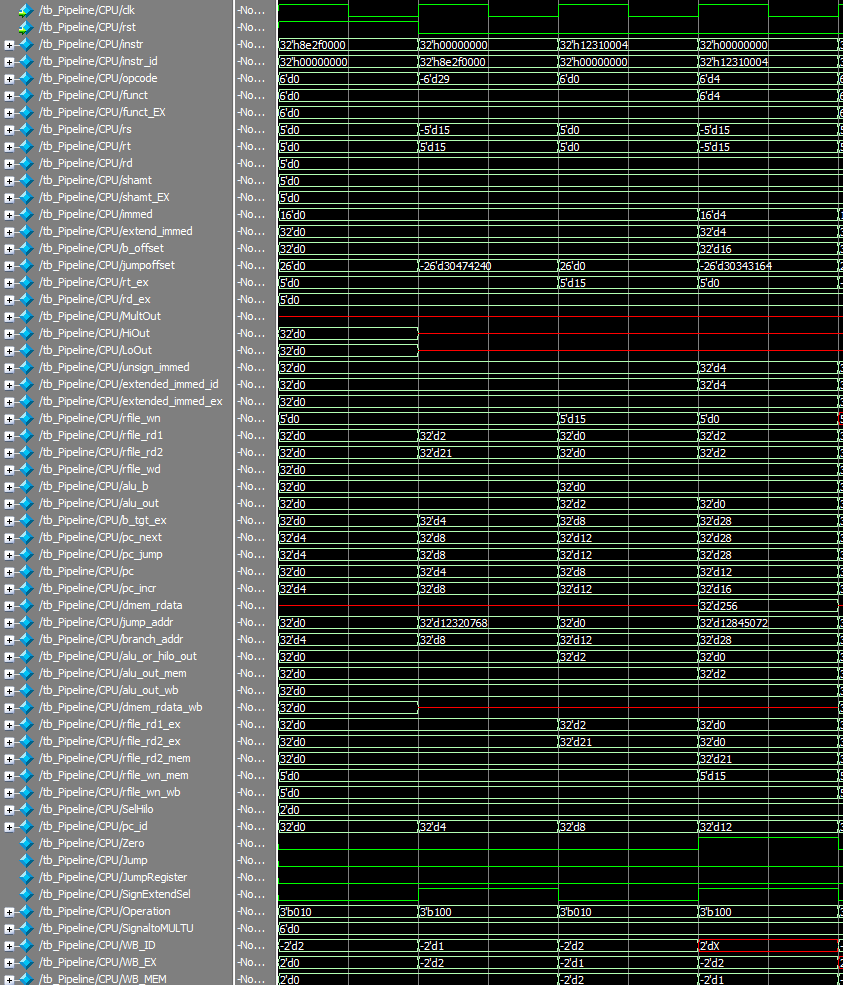 /tb_Pipeline/CPU/clk -No...
/tb_Pipeline/CPU/rst -No...
/tb_Pipeline/CPU/instr -No... 32'h8e2f0000 32'h00000000 32'h12310004 32'h00000000
/tb_Pipeline/CPU/instr_id -No... 32'h00000000 32'h8e2f0000 32'h00000000 32'h12310004
/tb_Pipeline/CPU/opcode -No... 6'd0 -6'd29 6'd0 6'd4
/tb_Pipeline/CPU/funct -No... 6'd0 6'd4
/tb_Pipeline/CPU/funct_EX -No... 6'd0
/tb_Pipeline/CPU/rs -No... 5'd0 -5'd15 5'd0 -5'd15
/tb_Pipeline/CPU/rt -No... 5'd0 5'd15 5'd0 -5'd15
/tb_Pipeline/CPU/rd -No... 5'd0
/tb_Pipeline/CPU/shamt -No... 5'd0
/tb_Pipeline/CPU/shamt_EX -No... 5'd0
/tb_Pipeline/CPU/immed -No... 16'd0 16'd4
/tb_Pipeline/CPU/extend_immed -No... 32'd0 32'd4
/tb_Pipeline/CPU/b_offset -No... 32'd0 32'd16
/tb_Pipeline/CPU/jumpoffset -No... 26'd0 -26'd30474240 26'd0 -26'd30343164
/tb_Pipeline/CPU/rt_ex -No... 5'd0 5'd15 5'd0
/tb_Pipeline/CPU/rd_ex -No... 5'd0
/tb_Pipeline/CPU/MultOut -No...
/tb_Pipeline/CPU/HiOut -No... 32'd0
/tb_Pipeline/CPU/LoOut -No... 32'd0
/tb_Pipeline/CPU/unsign_immed -No... 32'd0 32'd4
/tb_Pipeline/CPU/extended_immed_id -No... 32'd0 32'd4
/tb_Pipeline/CPU/extended_immed_ex -No... 32'd0
/tb_Pipeline/CPU/rfile_wn -No... 5'd0 5'd15 5'd0
/tb_Pipeline/CPU/rfile_rd1 -No... 32'd0 32'd2 32'd0 32'd2
/tb_Pipeline/CPU/rfile_rd2 -No... 32'd0 32'd21 32'd0 32'd2
/tb_Pipeline/CPU/rfile_wd -No... 32'd0
/tb_Pipeline/CPU/alu_b -No... 32'd0 32'd0
/tb_Pipeline/CPU/alu_out -No... 32'd0 32'd2 32'd0
/tb_Pipeline/CPU/b_tgt_ex -No... 32'd0 32'd4 32'd8 32'd28
/tb_Pipeline/CPU/pc_next -No... 32'd4 32'd8 32'd12 32'd28
/tb_Pipeline/CPU/pc_jump -No... 32'd4 32'd8 32'd12 32'd28
/tb_Pipeline/CPU/pc -No... 32'd0 32'd4 32'd8 32'd12
/tb_Pipeline/CPU/pc_incr -No... 32'd4 32'd8 32'd12 32'd16
/tb_Pipeline/CPU/dmem_rdata -No... 32'd256
/tb_Pipeline/CPU/jump_addr -No... 32'd0 32'd12320768 32'd0 32'd12845072
/tb_Pipeline/CPU/branch_addr -No... 32'd4 32'd8 32'd12 32'd28
/tb_Pipeline/CPU/alu_or_hilo_out -No... 32'd0 32'd2 32'd0
/tb_Pipeline/CPU/alu_out_mem -No... 32'd0 32'd2
/tb_Pipeline/CPU/alu_out_wb -No... 32'd0
/tb_Pipeline/CPU/dmem_rdata_wb -No... 32'd0
/tb_Pipeline/CPU/rfile_rd1_ex -No... 32'd0 32'd2 32'd0
/tb_Pipeline/CPU/rfile_rd2_ex -No... 32'd0 32'd21 32'd0
/tb_Pipeline/CPU/rfile_rd2_mem -No... 32'd0 32'd21
/tb_Pipeline/CPU/rfile_wn_mem -No... 5'd0 5'd15
/tb_Pipeline/CPU/rfile_wn_wb -No... 5'd0
/tb_Pipeline/CPU/SelHilo -No... 2'd0
/tb_Pipeline/CPU/pc_id -No... 32'd0 32'd4 32'd8 32'd12
/tb_Pipeline/CPU/Zero -No...
/tb_Pipeline/CPU/Jump -No...
/tb_Pipeline/CPU/JumpRegister -No...
/tb_Pipeline/CPU/SignExtendSel -No...
/tb_Pipeline/CPU/Operation -No... 3'b010 3'b100 3'b010 3'b100
/tb_Pipeline/CPU/SignaltoMULTU -No... 6'd0
/tb_Pipeline/CPU/WB_ID -No... -2'd2 -2'd1 -2'd2 2'dX
/tb_Pipeline/CPU/WB_EX -No... 2'd0 -2'd2 -2'd1 -2'd2
/tb_Pipeline/CPU/WB_MEM -No... 2'd0 -2'd2 -2'd1